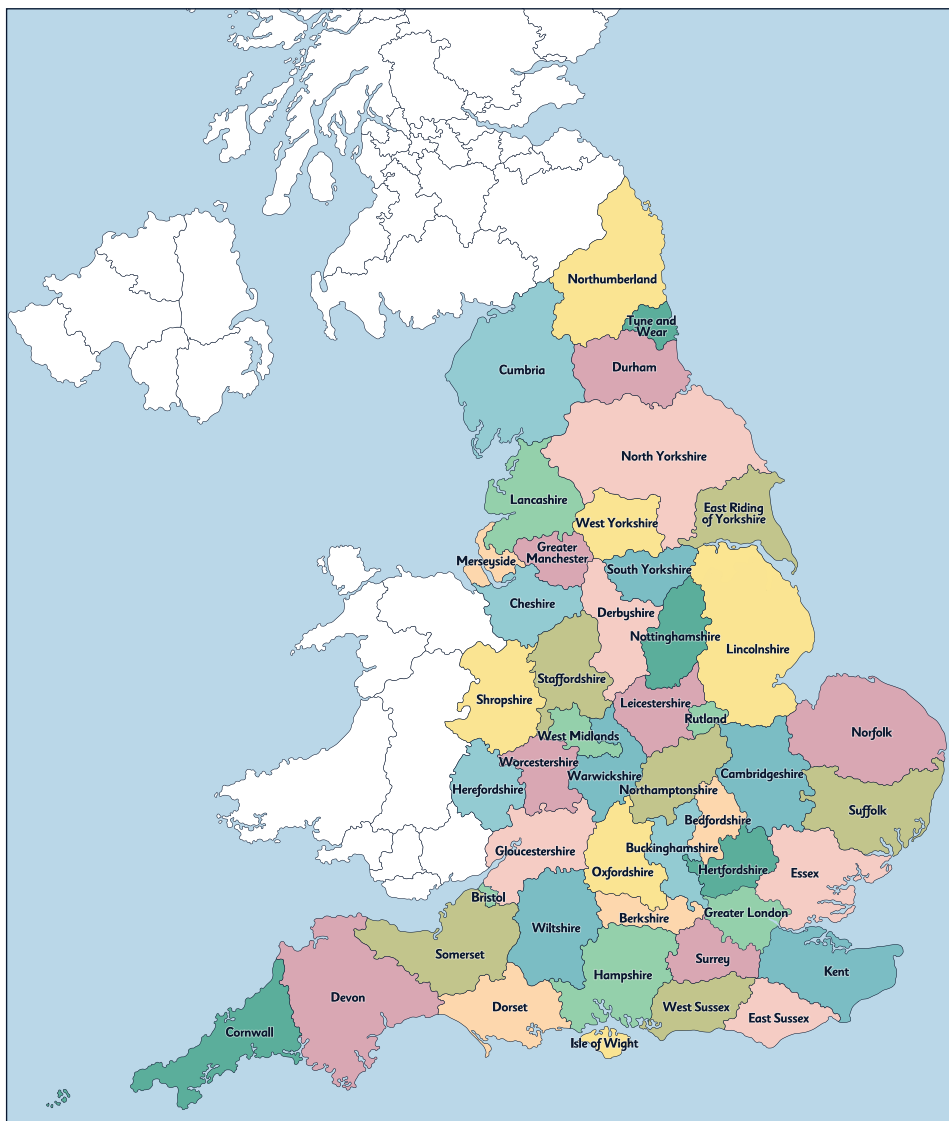 Northumberland
Tune and
Wear
Cumbria
Durham
North Yorkshire
Lancashire
West Yorkshire
East Riding
of Yorkshire
Merseyside
Greater
Manchester
South Yorkshire
Cheshire
Derbyshire
Nottinghamshire
Lincolnshire
Staffordshire
Shropshire
Leicestershire
Rutland
Norfolk
West Midlands
Worcestershire
Warwickshire
Cambridgeshire
Herefordshire
Northamptonshire
Suffolk
Bedfordshire
Buckinghamshire
Gloucestershire
Oxfordshire
Hertfordshire
Essex
Bristol
Berkshire
Greater London
Wiltshire
Somerset
Surrey
Kent
Hampshire
Devon
Dorset
West Sussex
East Sussex
Cornwall
Isle of Wight